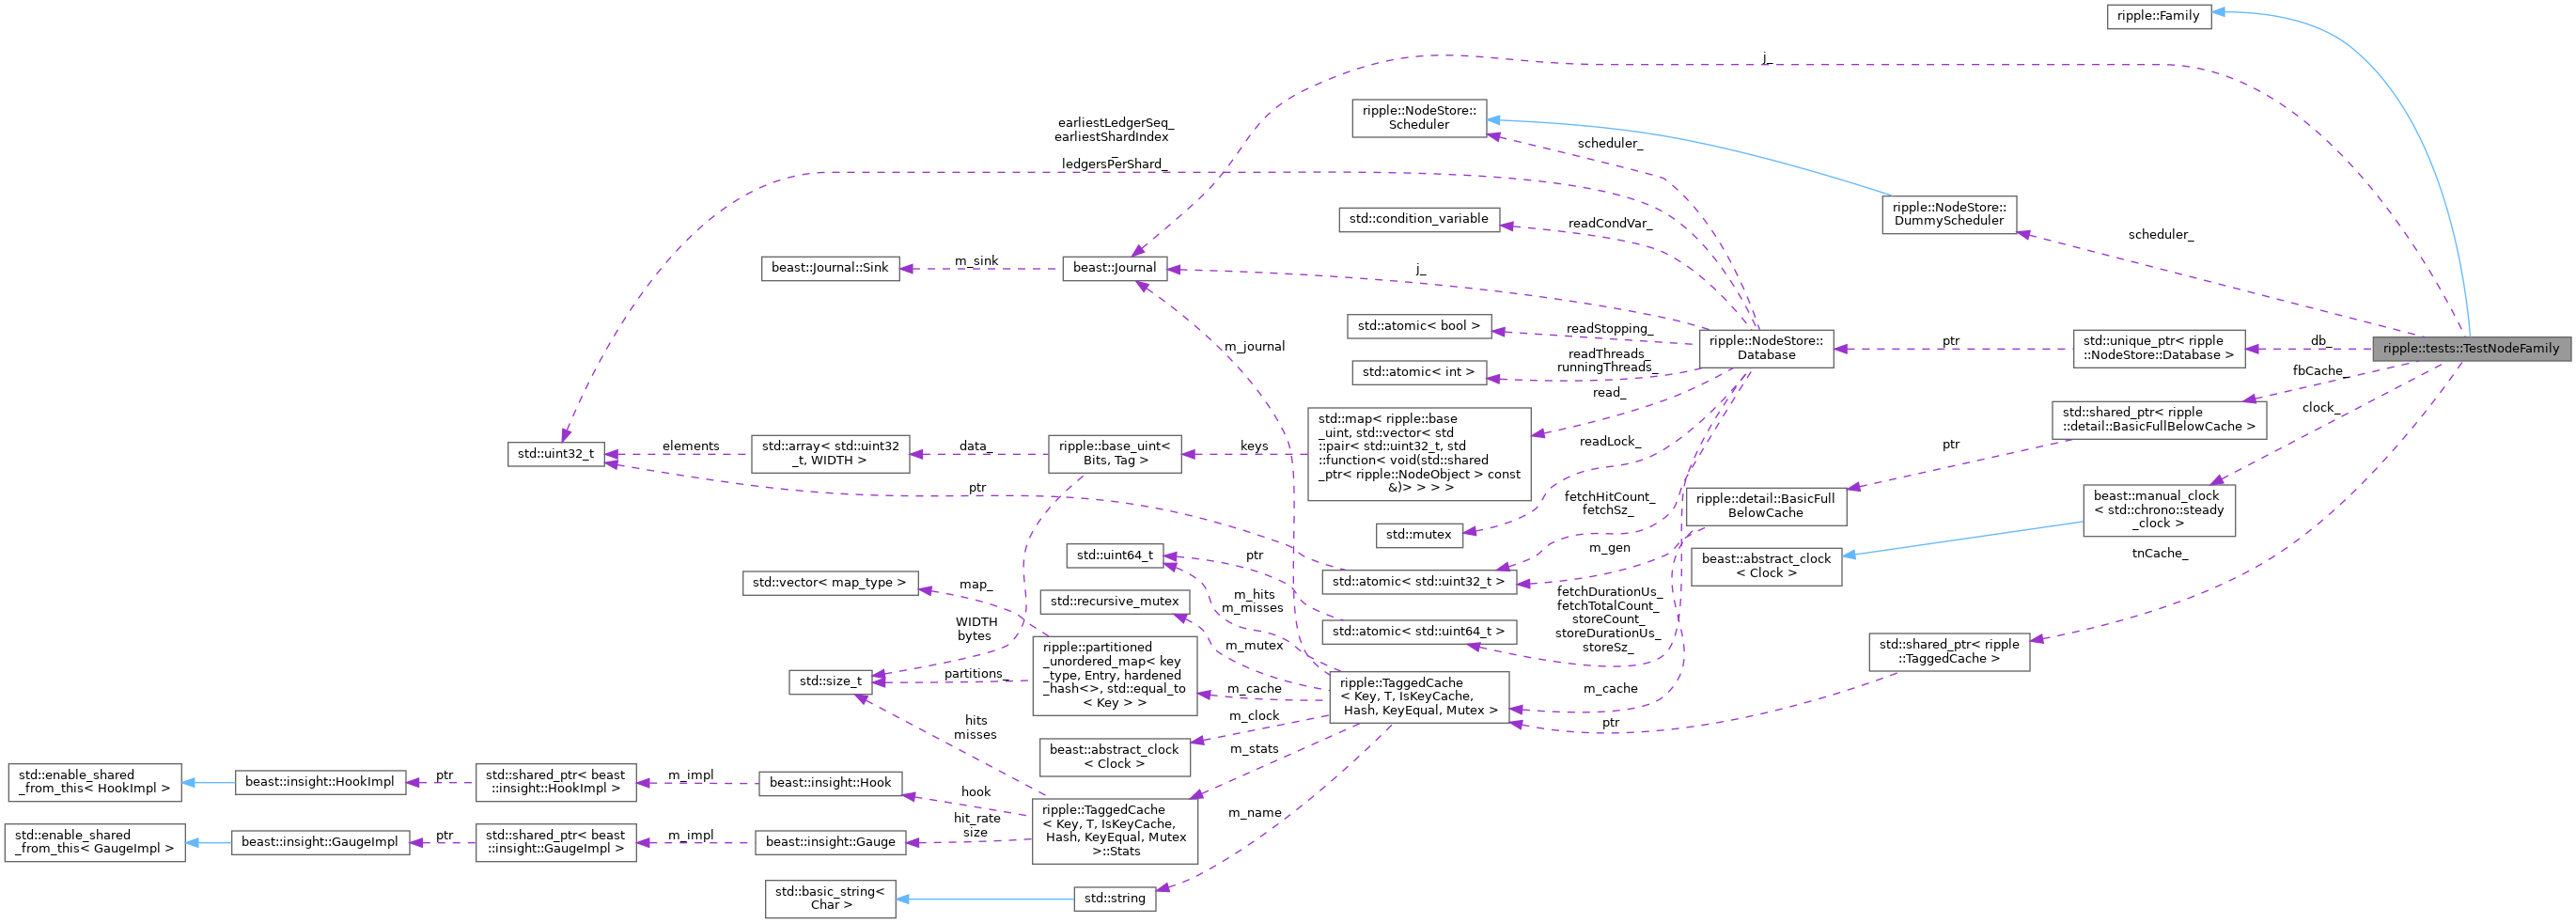 ripple::Family
j_
ripple::NodeStore::
Scheduler
earliestLedgerSeq_
earliestShardIndex
_
ledgersPerShard_
scheduler_
ripple::NodeStore::
DummyScheduler
std::condition_variable
readCondVar_
scheduler_
beast::Journal::Sink
m_sink
beast::Journal
j_
std::atomic< bool >
readStopping_
ripple::NodeStore::
Database
ptr
std::unique_ptr< ripple
::NodeStore::Database >
db_
ripple::tests::TestNodeFamily
m_journal
std::atomic< int >
readThreads_
runningThreads_
read_
fbCache_
clock_
std::map< ripple::base
_uint, std::vector< std
::pair< std::uint32_t, std
::function< void(std::shared
_ptr< ripple::NodeObject > const
&)> > > >
std::shared_ptr< ripple
::detail::BasicFullBelowCache >
std::uint32_t
elements
std::array< std::uint32
_t, WIDTH >
data_
ripple::base_uint<
Bits, Tag >
keys
readLock_
ptr
ptr
fetchHitCount_
fetchSz_
ripple::detail::BasicFull
BelowCache
beast::manual_clock
< std::chrono::steady
_clock >
std::mutex
std::uint64_t
ptr
m_gen
beast::abstract_clock
< Clock >
tnCache_
std::vector< map_type >
map_
std::atomic< std::uint32_t >
std::recursive_mutex
m_hits
m_misses
fetchDurationUs_
fetchTotalCount_
storeCount_
storeDurationUs_
storeSz_
WIDTH
bytes
std::atomic< std::uint64_t >
m_mutex
ripple::partitioned
_unordered_map< key
_type, Entry, hardened
_hash<>, std::equal_to
< Key > >
std::shared_ptr< ripple
::TaggedCache >
std::size_t
partitions_
m_cache
ripple::TaggedCache
< Key, T, IsKeyCache,
Hash, KeyEqual, Mutex >
m_cache
ptr
hits
misses
m_clock
beast::abstract_clock
< Clock >
m_stats
std::enable_shared
_from_this< HookImpl >
beast::insight::HookImpl
ptr
std::shared_ptr< beast
::insight::HookImpl >
m_impl
beast::insight::Hook
hook
ripple::TaggedCache
< Key, T, IsKeyCache,
Hash, KeyEqual, Mutex
>::Stats
m_name
std::enable_shared
_from_this< GaugeImpl >
beast::insight::GaugeImpl
ptr
std::shared_ptr< beast
::insight::GaugeImpl >
m_impl
beast::insight::Gauge
hit_rate
size
std::basic_string<
Char >
std::string